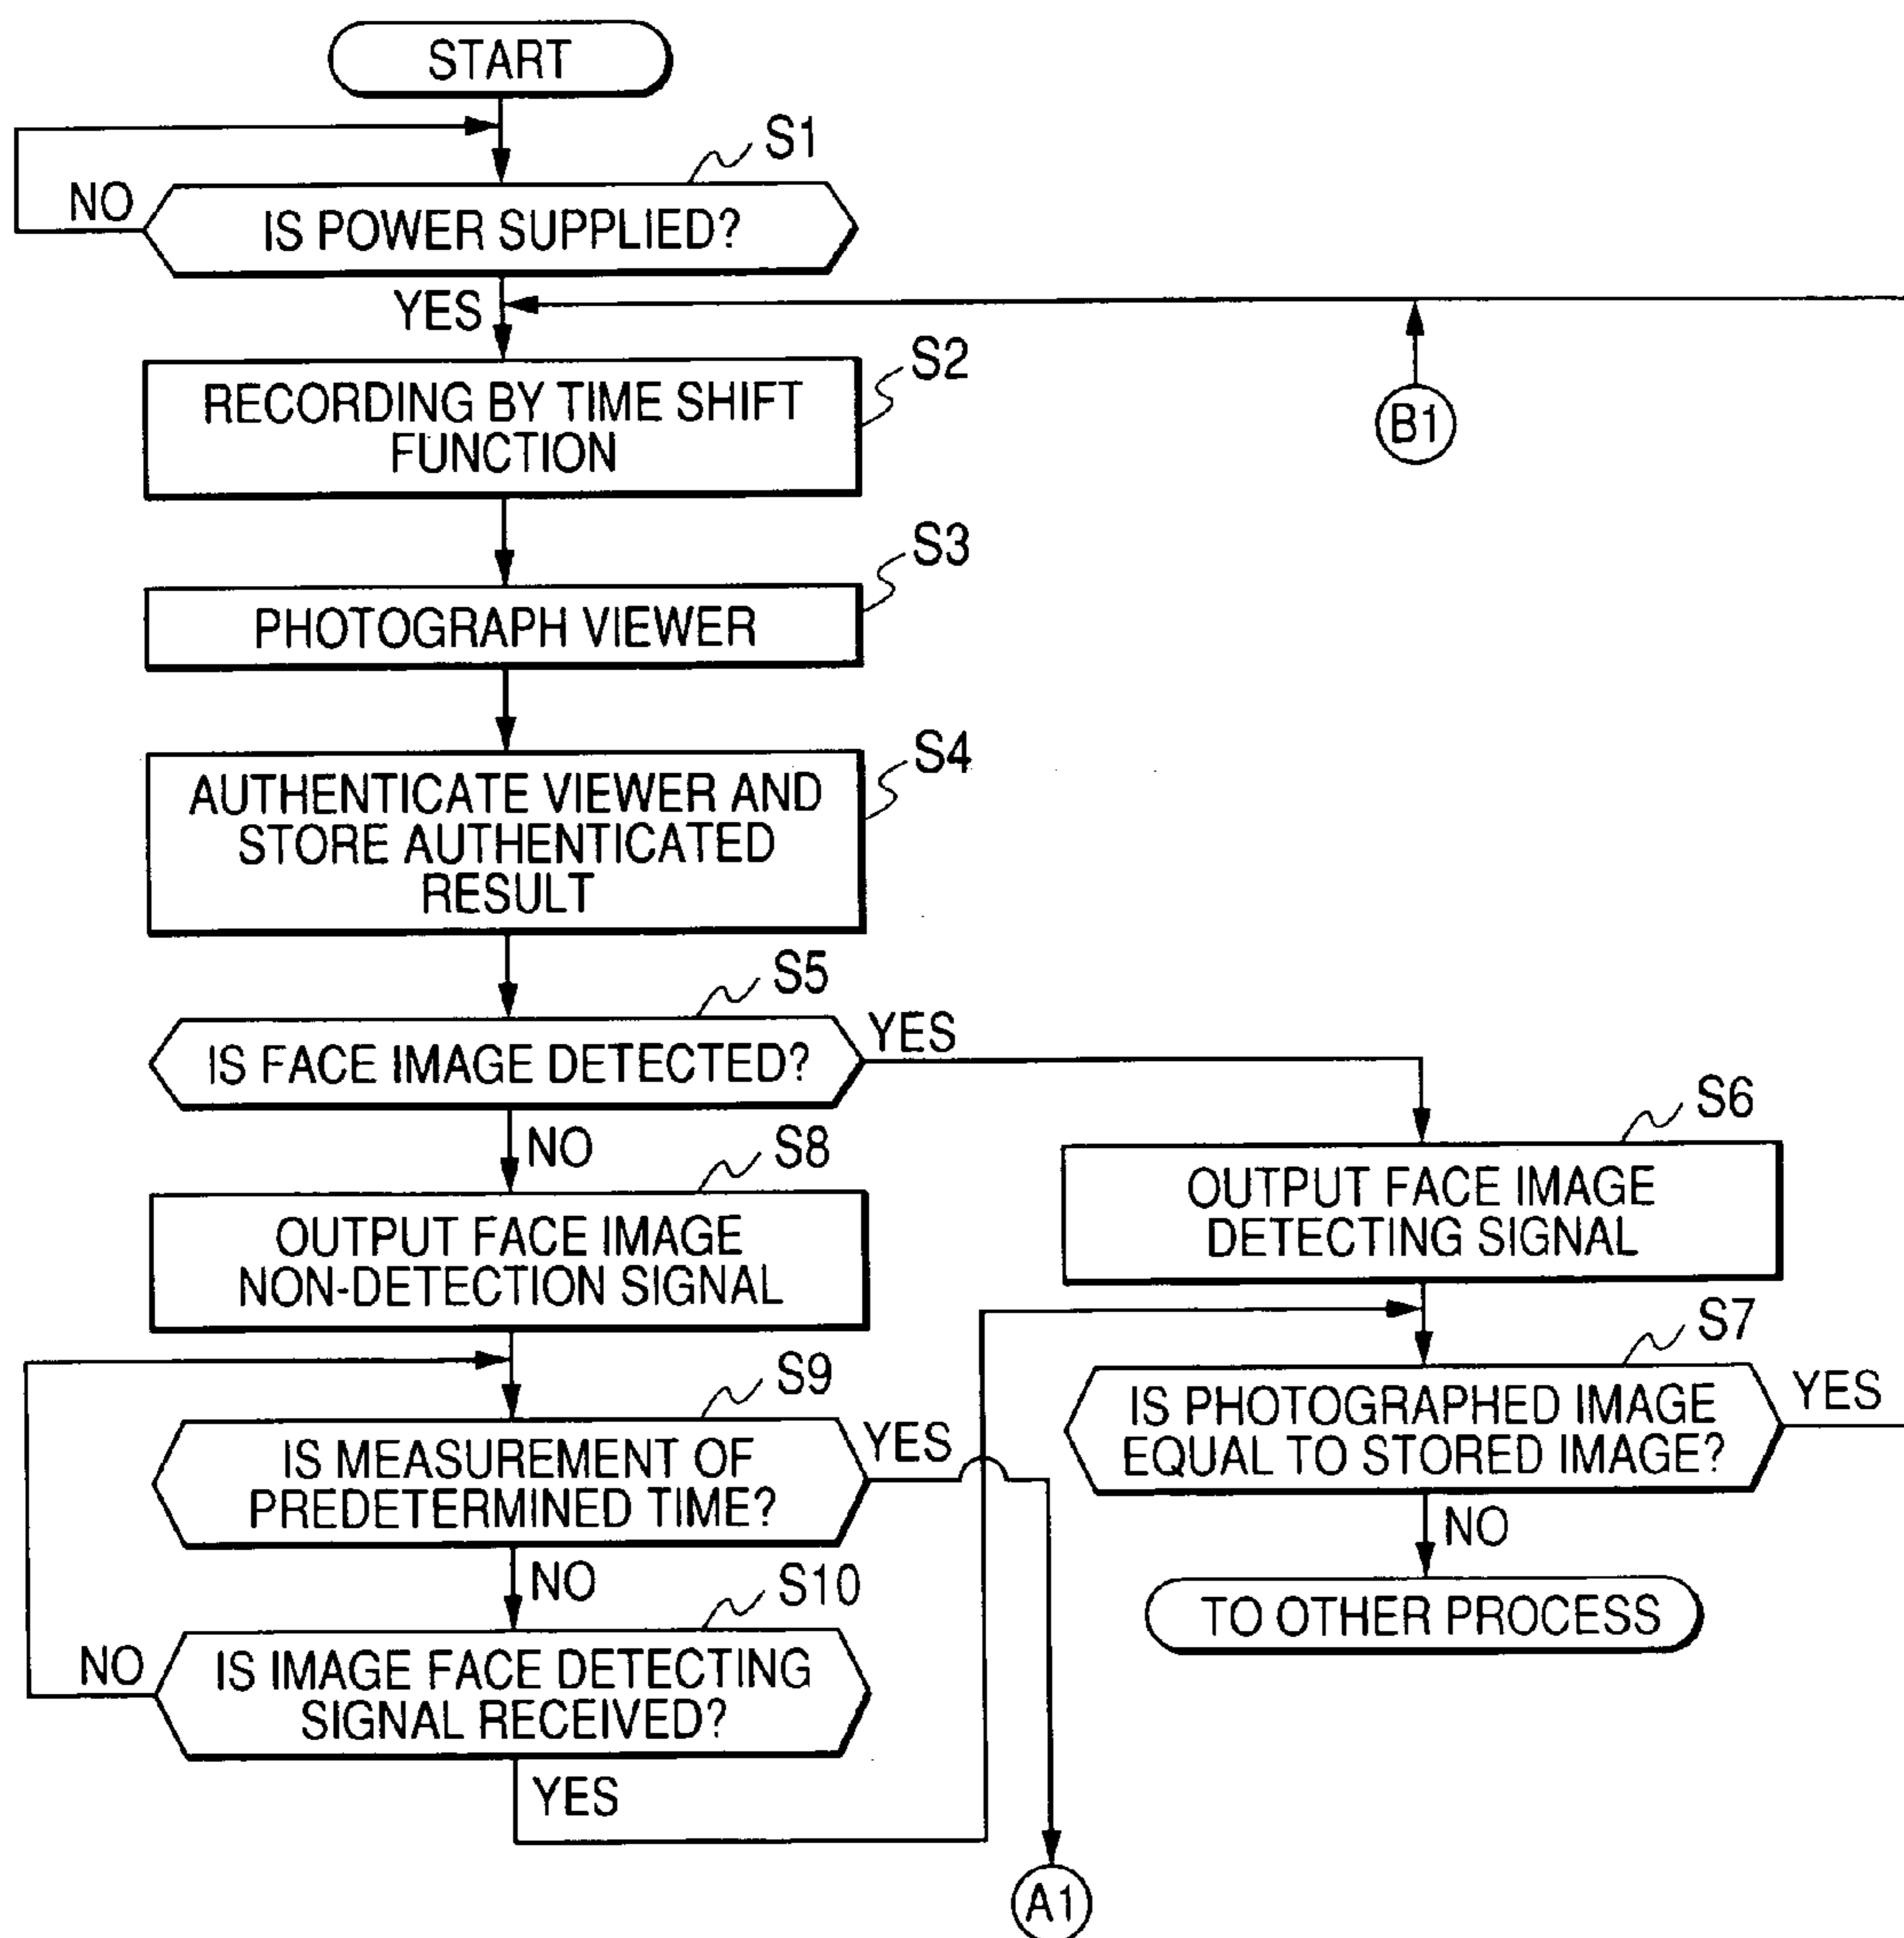 START
S1
NO
IS POWER SUPPLIED?
YES
S2
RECORDING BY TIME SHIFT
FUNCTION
B1
S3
PHOTOGRAPH VIEWER
S4
AUTHENTICATE VIEWER AND
STORE AUTHENTICATED
RESULT
S5
IS FACE IMAGE DETECTED?
YES
NO
S6
OUTPUT FACE IMAGE
DETECTING SIGNAL
S8
OUTPUT FACE IMAGE
NON-DETECTION SIGNAL
S7
IS PHOTOGRAPHED IMAGE
EQUAL TO STORED IMAGE?
YES
NO
TO OTHER PROCESS
S9
IS MEASUREMENT OF
PREDETERMINED TIME?
YES
NO
S10
NO
IS IMAGE FACE DETECTING
SIGNAL RECEIVED?
YES
A1